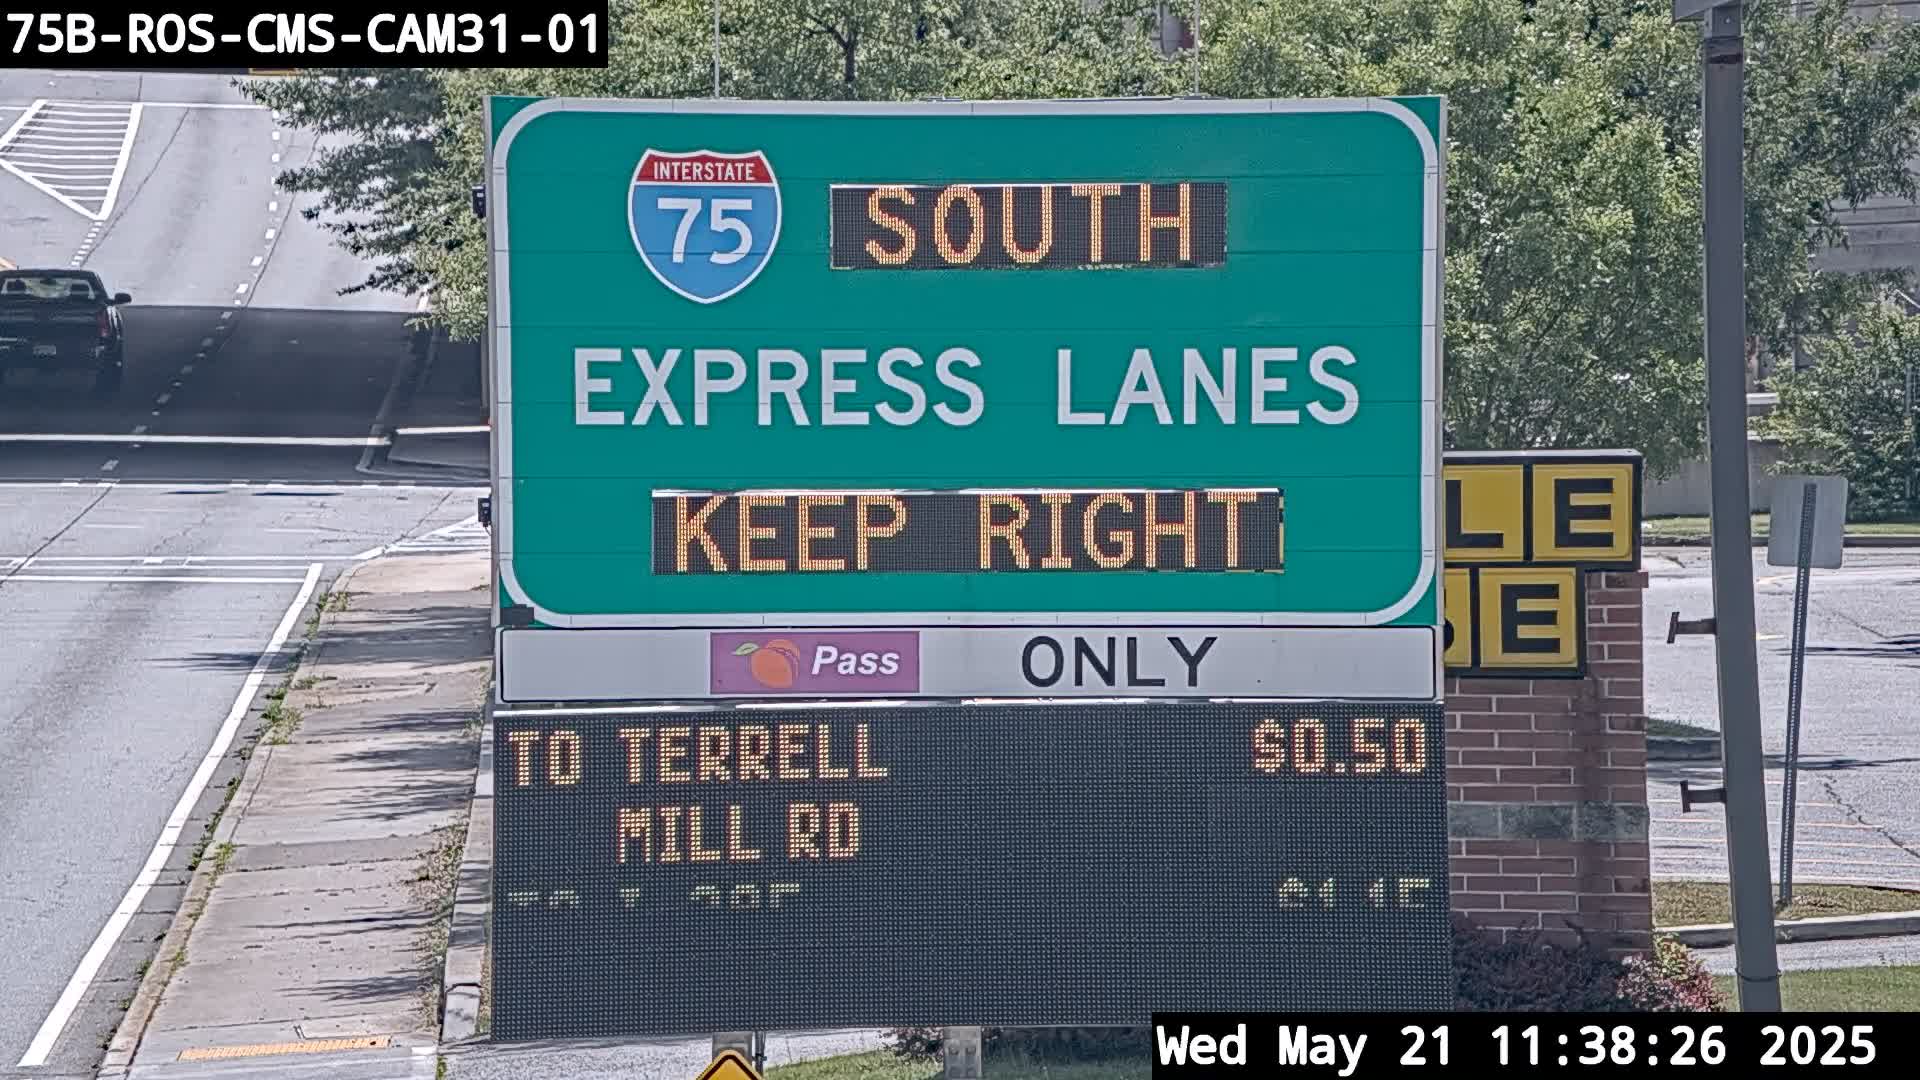 75B-ROS-CMS-CAM31-01
INTERSTATE
75
SOUTH
EXPRESS LANES
KEEP RIGHT
Pass ONLY
TO TERRELL $0.50
MILL RD
LE
E
Wed May 21 11:38:26 2025